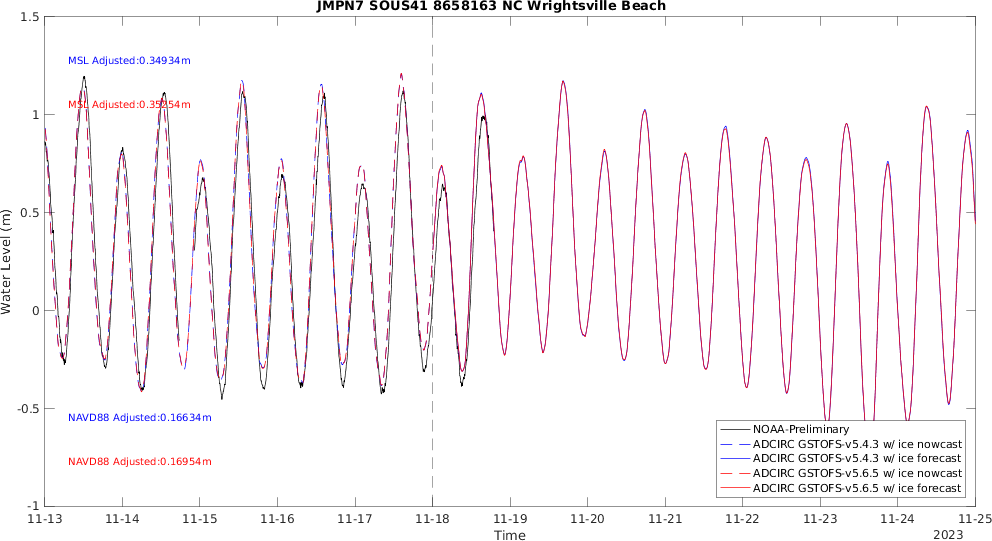 JMPN7 SOUS41 8658163 NC Wrightsville Beach
1.5
MSL Adjusted:0.34934m
MSL Adjusted:0.35254m
1
0.5
Water Level (m)
0
-0.5
NAVD88 Adjusted:0.16634m
NAVD88 Adjusted:0.16954m
NOAA-Preliminary
ADCIRC GSTOFS-v5.4.3 w/ ice nowcast
ADCIRC GSTOFS-v5.4.3 w/ ice forecast
ADCIRC GSTOFS-v5.6.5 w/ ice nowcast
ADCIRC GSTOFS-v5.6.5 w/ ice forecast
-1
11-13 11-14 11-15 11-16 11-17 11-18 11-19 11-20 11-21 11-22 11-23 11-24 11-25
Time
2023